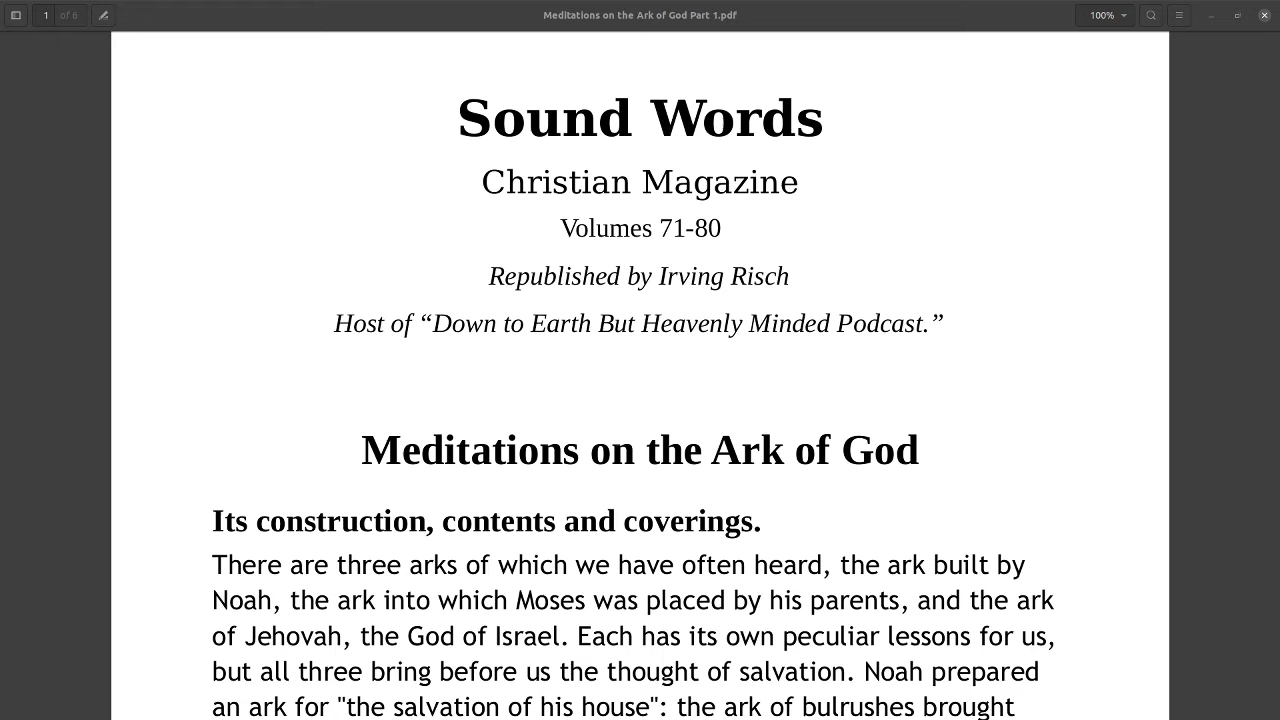 1 of 6
Meditations on the Ark of God Part 1.pdf
100%
Sound Words
Christian Magazine
Volumes 71-80
Republished by Irving Risch
Host of “Down to Earth But Heavenly Minded Podcast.”
Meditations on the Ark of God
Its construction, contents and coverings.
There are three arks of which we have often heard, the ark built by
Noah, the ark into which Moses was placed by his parents, and the ark
of Jehovah, the God of Israel. Each has its own peculiar lessons for us,
but all three bring before us the thought of salvation. Noah prepared
an ark for "the salvation of his house": the ark of bulrushes brought